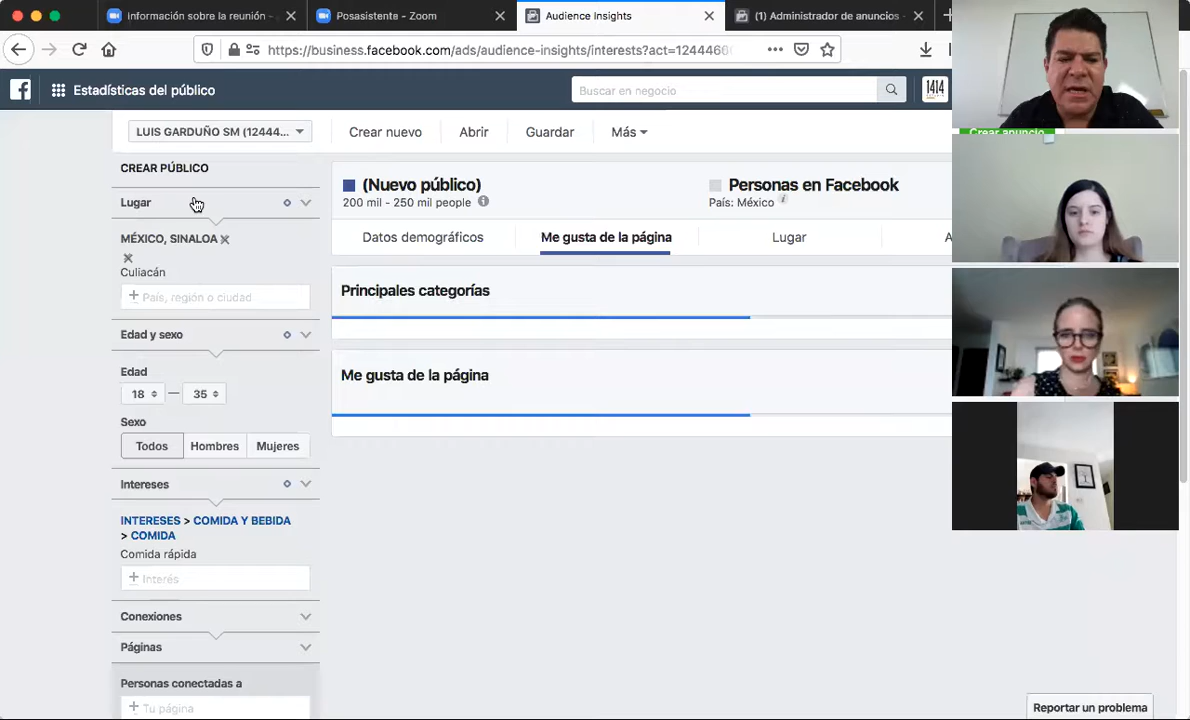 Información sobre la reunión -
Posasistente - Zoom
Audience Insights
(1) Administrador de anuncios -
https://business.facebook.com/ads/audience-insights/interests?act=1244466
Estadísticas del público
Buscar en negocio
1414
LUIS GARDUÑO SM (12444...
Crear nuevo
Abrir
Guardar
Más
Crear anuncio
CREAR PÚBLICO
Lugar
MÉXICO, SINALOA
Culiacán
País, región o ciudad
Edad y sexo
Edad
18 — 35
Sexo
Todos
Hombres
Mujeres
Intereses
INTERESES > COMIDA Y BEBIDA
> COMIDA
Comida rápida
Interés
Conexiones
Páginas
Personas conectadas a
Tu página
(Nuevo público)
200 mil - 250 mil people
Personas en Facebook
País: México
Datos demográficos
Me gusta de la página
Lugar
A
Principales categorías
Me gusta de la página
Reportar un problema